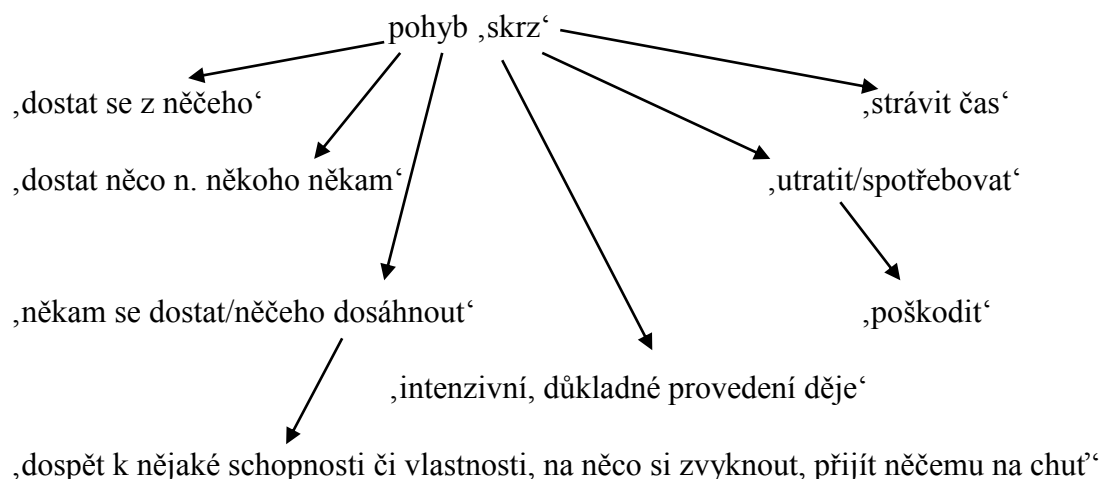 pohyb ‚skrz‘
‚dostat se z něčeho‘
‚strávit čas‘
‚dostat něco n. někoho někam‘
‚utratit/spotřebovat‘
‚někam se dostat/něčeho dosáhnout‘
‚poškodit‘
‚intenzivní, důkladné provedení děje‘
‚dospět k nějaké schopnosti či vlastnosti, na něco si zvyknout, přijít něčemu na chuť‘